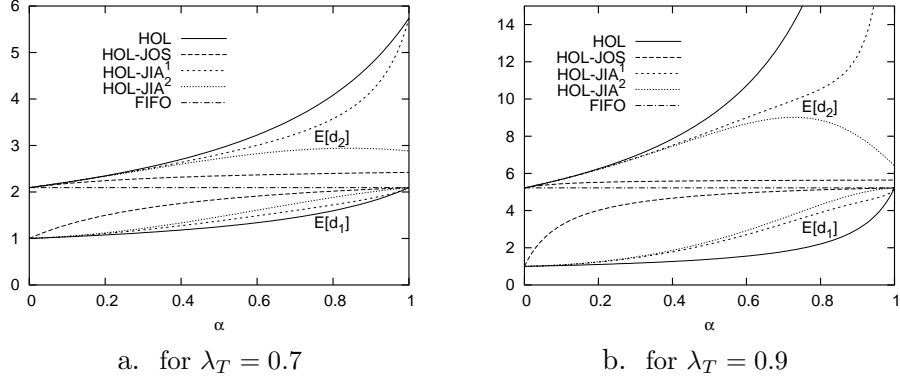 6
5
4
3
2
1
0
HOL
HOL-JOS
HOL-JIA¹
HOL-JIA²
FIFO
E[d₂]
E[d₁]
0 0.2 0.4 0.6 0.8 1
α
a. for λ_T = 0.7
14
12
10
8
6
4
2
0
HOL
HOL-JOS
HOL-JIA¹
HOL-JIA²
FIFO
E[d₂]
E[d₁]
0 0.2 0.4 0.6 0.8 1
α
b. for λ_T = 0.9